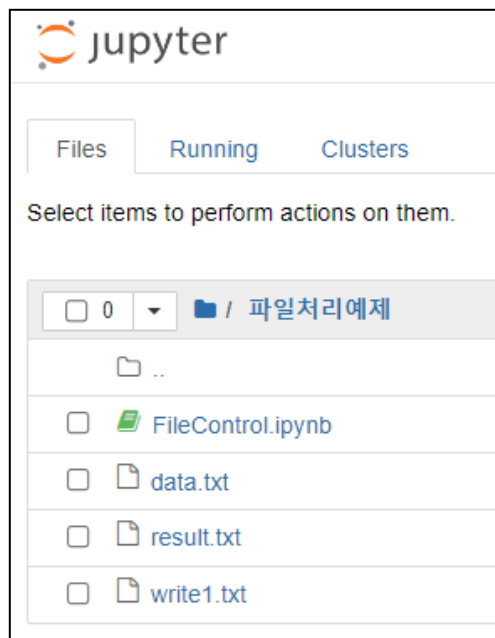 jupyter
Files Running Clusters
Select items to perform actions on them.
0 / 파일처리예제
..
FileControl.ipynb
data.txt
result.txt
write1.txt